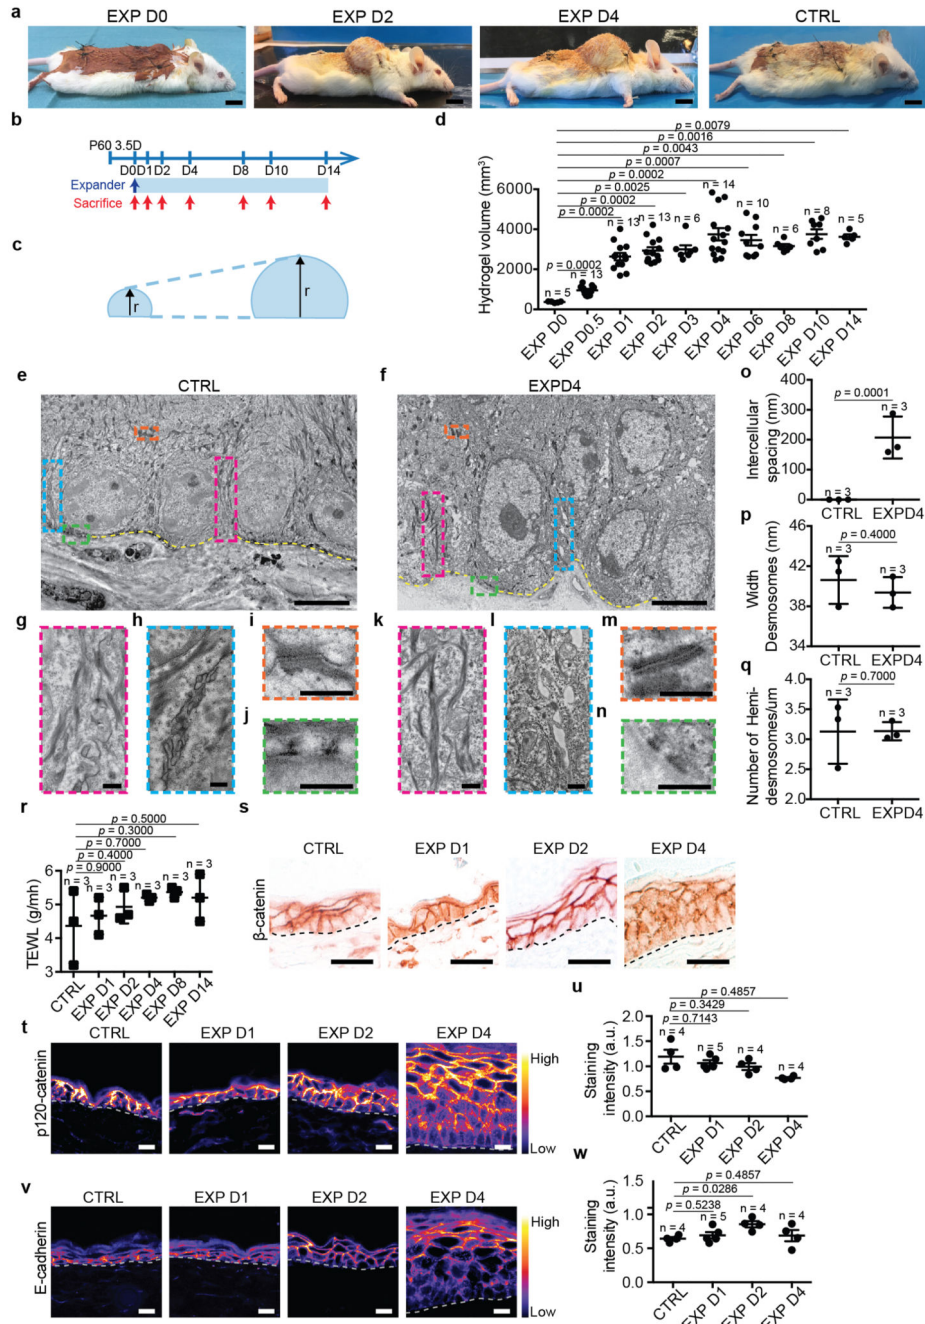 a
EXP D0
EXP D2
EXP D4
CTRL
b
P60 3.5D
D0 D1 D2 D4 D8 D10 D14
Expander
Sacrifice
c
r
r
d
p = 0.0079
p = 0.0016
p = 0.0043
p = 0.0007
p = 0.0002
p = 0.0025
p = 0.0002
p = 0.0002
p = 0.0002
n = 5
n = 13
n = 13
n = 13
n = 6
n = 14
n = 10
n = 6
n = 8
n = 5
Hydrogel volume (mm³)
6000
4000
2000
0
EXP D0
EXP D0.5
EXP D1
EXP D2
EXP D3
EXP D4
EXP D6
EXP D8
EXP D10
EXP D14
e
CTRL
f
EXPD4
g
h
i
j
k
l
m
n
o
Intercellular
spacing (nm)
400
300
200
100
0
p = 0.0001
n = 3
n = 3
CTRL EXPD4
p
Width
Desmosomes (nm)
46
42
38
34
p = 0.4000
n = 3
n = 3
CTRL EXPD4
q
Number of Hemi-
desmosomes/um
4.0
3.5
3.0
2.5
2.0
p = 0.7000
n = 3
n = 3
CTRL EXPD4
r
p = 0.5000
p = 0.3000
p = 0.7000
p = 0.4000
p = 0.9000
n = 3
n = 3
n = 3
n = 3
n = 3
n = 3
TEWL (g/mh)
6
5
4
3
CTRL
EXP D1
EXP D2
EXP D4
EXP D8
EXP D14
s
CTRL
EXP D1
EXP D2
EXP D4
β-catenin
t
CTRL
EXP D1
EXP D2
EXP D4
p120-catenin
High
Low
u
p = 0.4857
p = 0.3429
p = 0.7143
n = 4
n = 5
n = 4
n = 4
Staining
intensity (a.u.)
2.0
1.5
1.0
0.5
0.0
CTRL
EXP D1
EXP D2
EXP D4
v
CTRL
EXP D1
EXP D2
EXP D4
E-cadherin
High
Low
w
p = 0.4857
p = 0.0286
p = 0.5238
n = 4
n = 5
n = 4
n = 4
Staining
intensity (a.u.)
1.5
1.0
0.5
0.0
CTRL
EXP D1
EXP D2
EXP D4